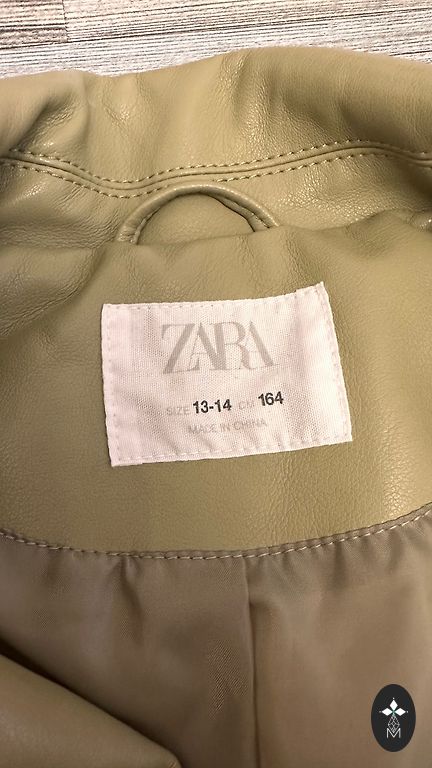 ZARA
SIZE 13-14 CM 164
MADE IN CHINA
M